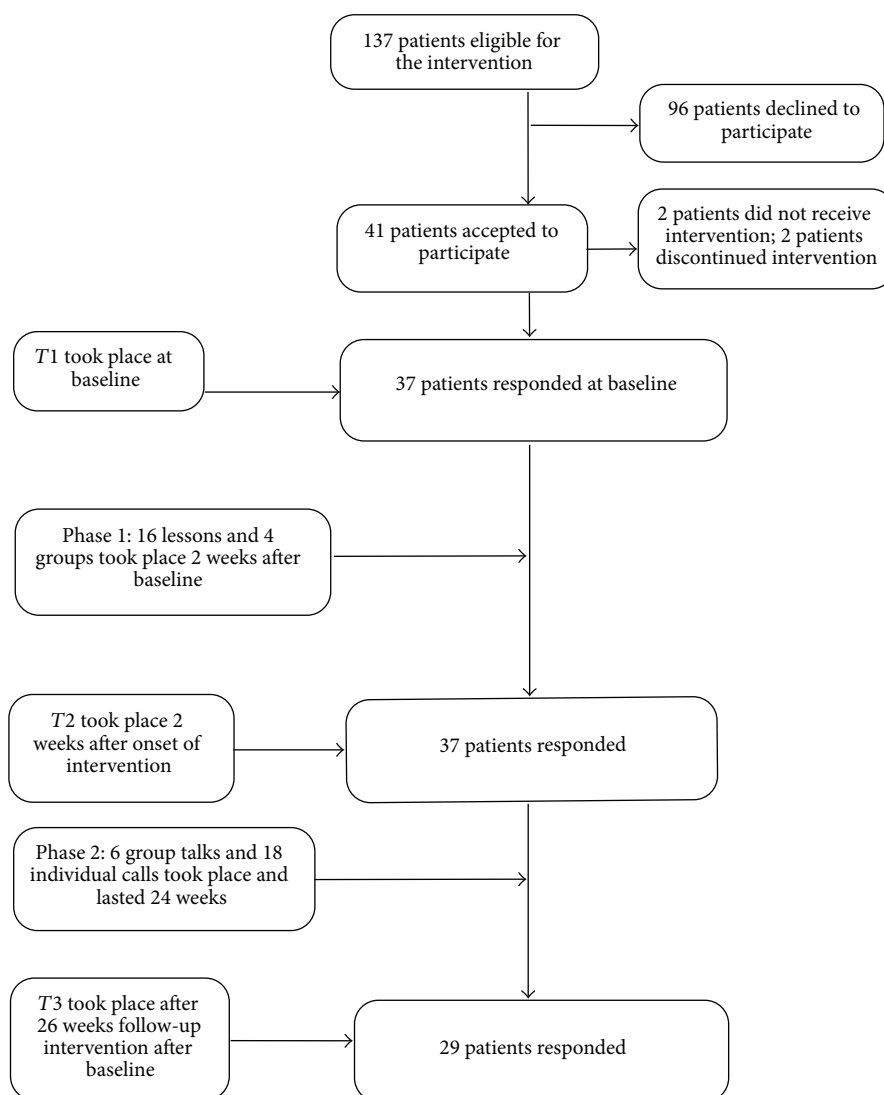 137 patients eligible for
the intervention
96 patients declined to
participate
41 patients accepted to
participate
2 patients did not receive
intervention; 2 patients
discontinued intervention
T1 took place at
baseline
37 patients responded at baseline
Phase 1: 16 lessons and 4
groups took place 2 weeks after
baseline
T2 took place 2
weeks after onset of
intervention
37 patients responded
Phase 2: 6 group talks and 18
individual calls took place and
lasted 24 weeks
T3 took place after
26 weeks follow-up
intervention after
baseline
29 patients responded